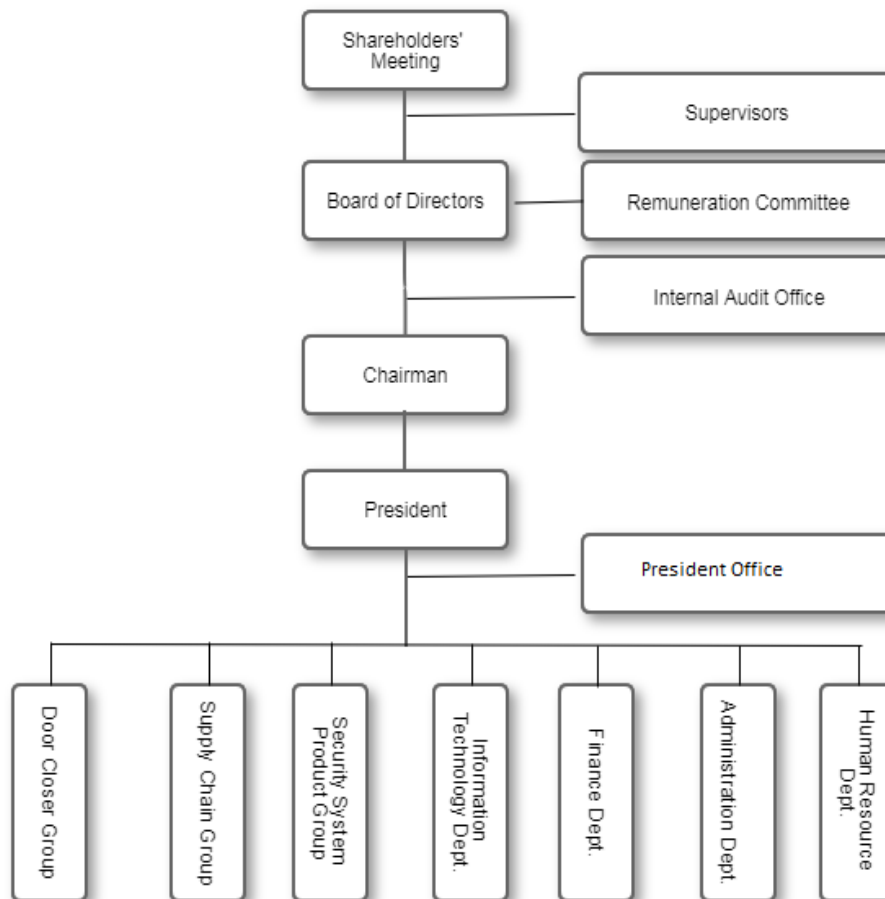 Shareholders'
Meeting
Supervisors
Board of Directors
Remuneration Committee
Internal Audit Office
Chairman
President
President Office
Door Closer Group
Supply Chain Group
Security System
Product Group
Information
Technology Dept.
Finance Dept.
Administration Dept.
Human Resource
Dept.